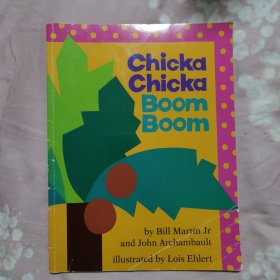 Chicka
Chicka
Boom
Boom
by Bill Martin Jr
and John Archambault
illustrated by Lois Ehlert